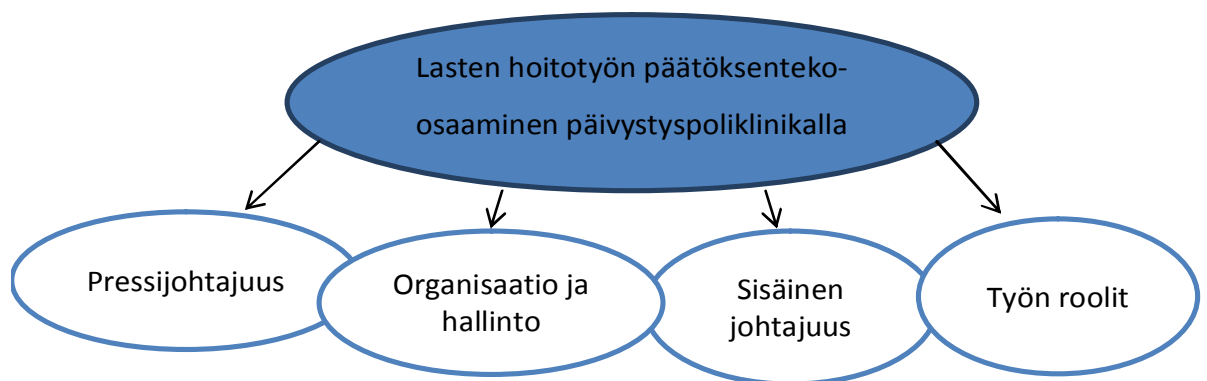 Lasten hoitotyön päätöksenteko-
osaaminen päivystyspoliklinikalla
Pressijohtajuus
Organisaatio ja
hallinto
Sisäinen
johtajuus
Työn roolit